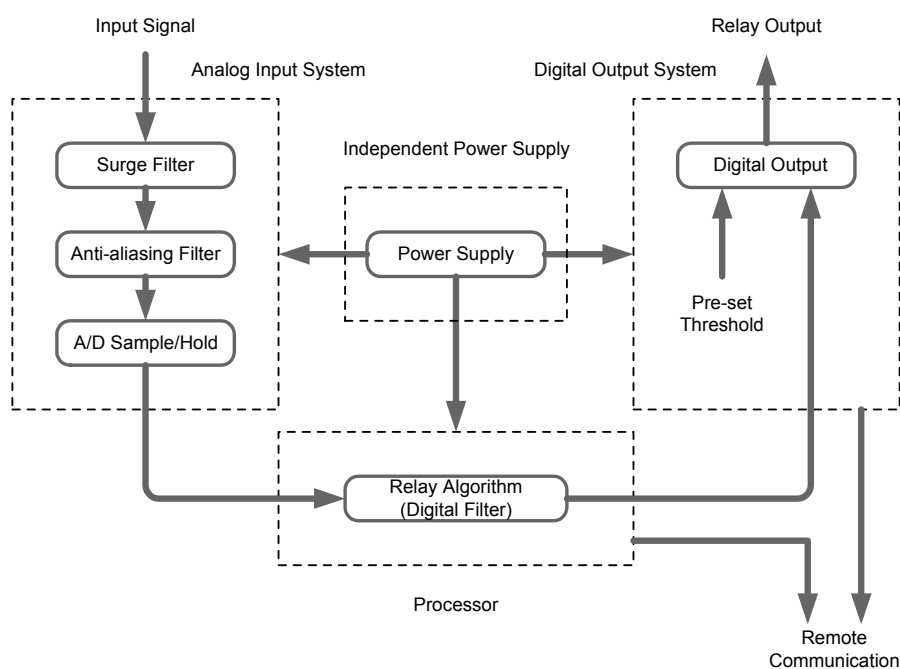 Input Signal
Relay Output
Analog Input System
Digital Output System
Independent Power Supply
Surge Filter
Digital Output
Anti-aliasing Filter
Power Supply
Pre-set
Threshold
A/D Sample/Hold
Relay Algorithm
(Digital Filter)
Processor
Remote
Communication